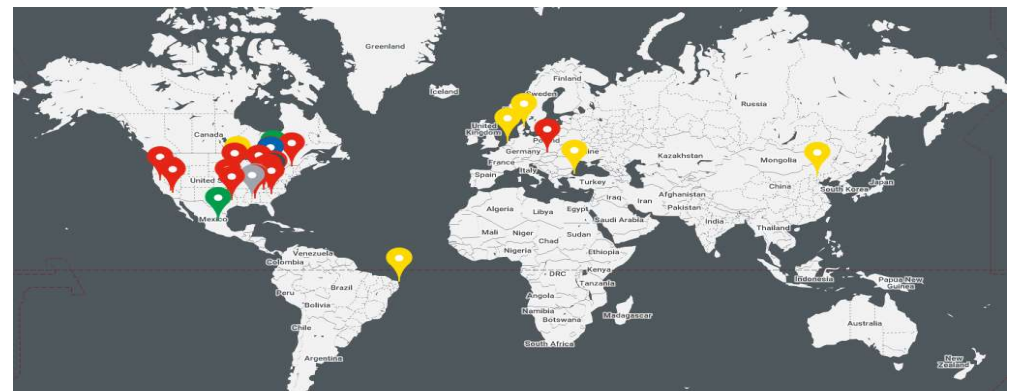 Greenland
Iceland
Finland
Sweden
Russia
Canada
United
Kingdom
Poland
Germany
ine
France
Kazakhstan
Mongolia
Spain
Italy
Turkey
United S
China
South Korea
Japan
Mexico
Algeria
Libya
Egypt
Iraq
Iran
Afghanistan
Pakistan
Saudi Arabia
India
Mali
Niger
Chad
Sudan
Thailand
Nigeria
Ethiopia
Venezuela
Colombia
DRC
Kenya
Tanzania
Indonesia
Papua New
Guinea
Peru
Brazil
Bolivia
Angola
Namibia
Botswana
Madagascar
Chile
South Africa
Australia
Argentina
New
Zealand